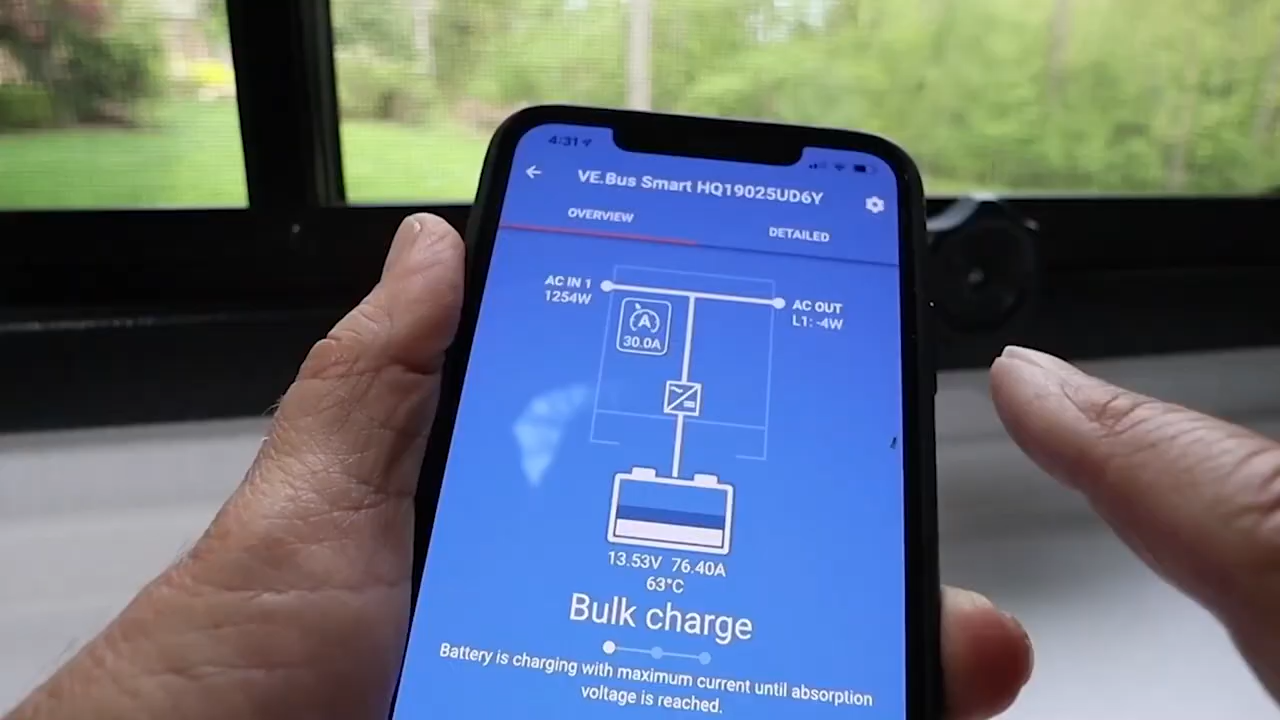 4:31
VE.Bus Smart HQ19025UD6Y
OVERVIEW
DETAILED
AC IN 1
1254W
A
30.0A
AC OUT
L1: -4W
13.53V 76.40A
63°C
Bulk charge
Battery is charging with maximum current until absorption
voltage is reached.